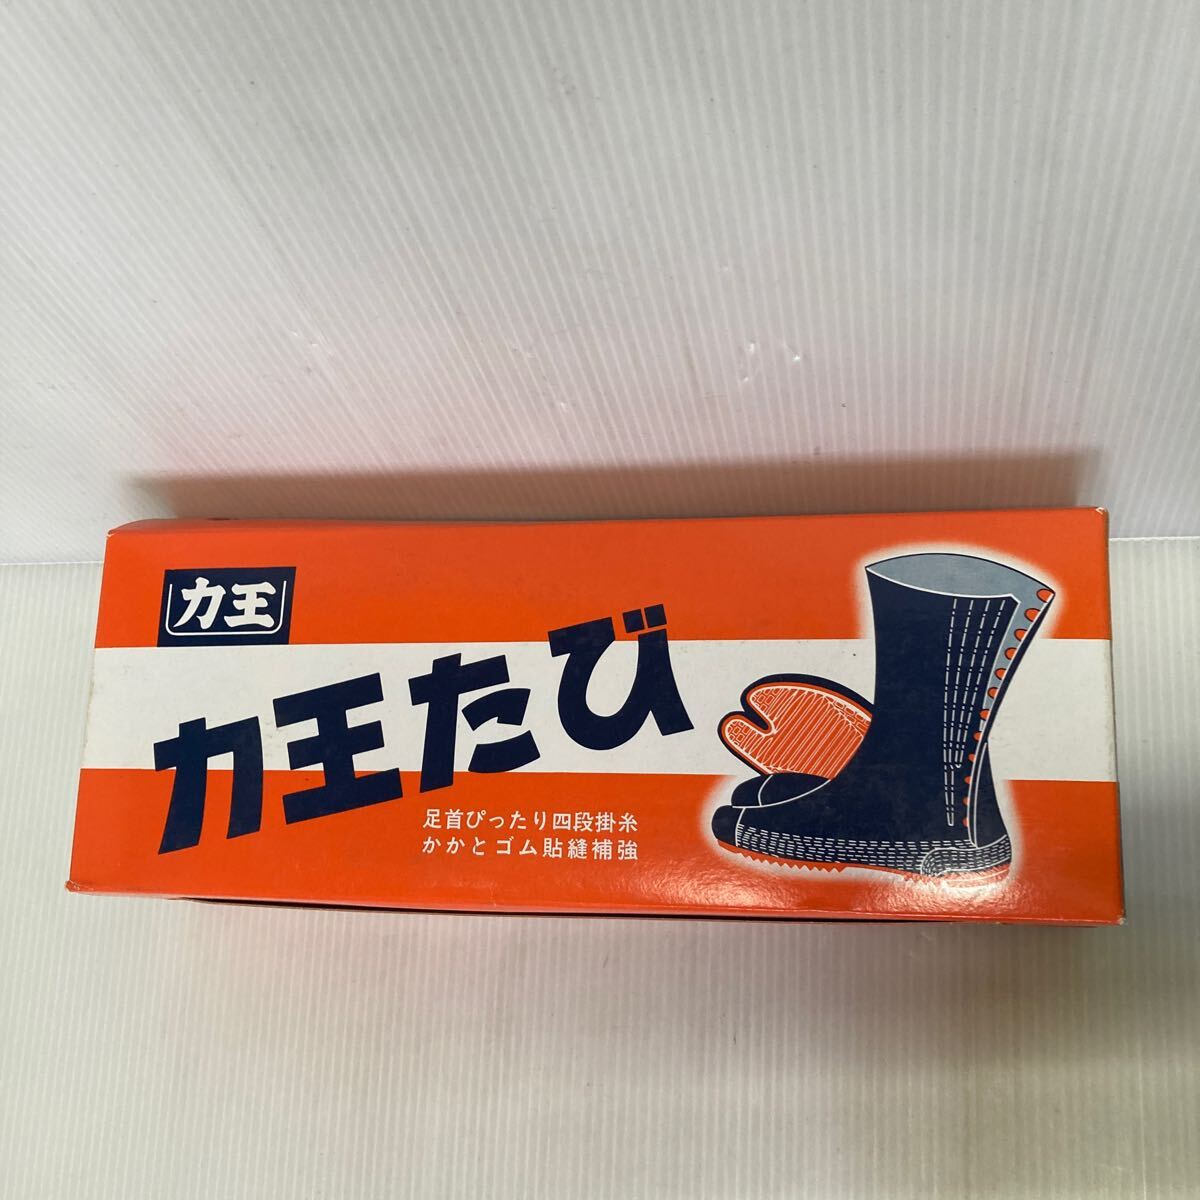 力王
力王たび
足首ぴったり四段掛糸
かかとゴム貼縫補強